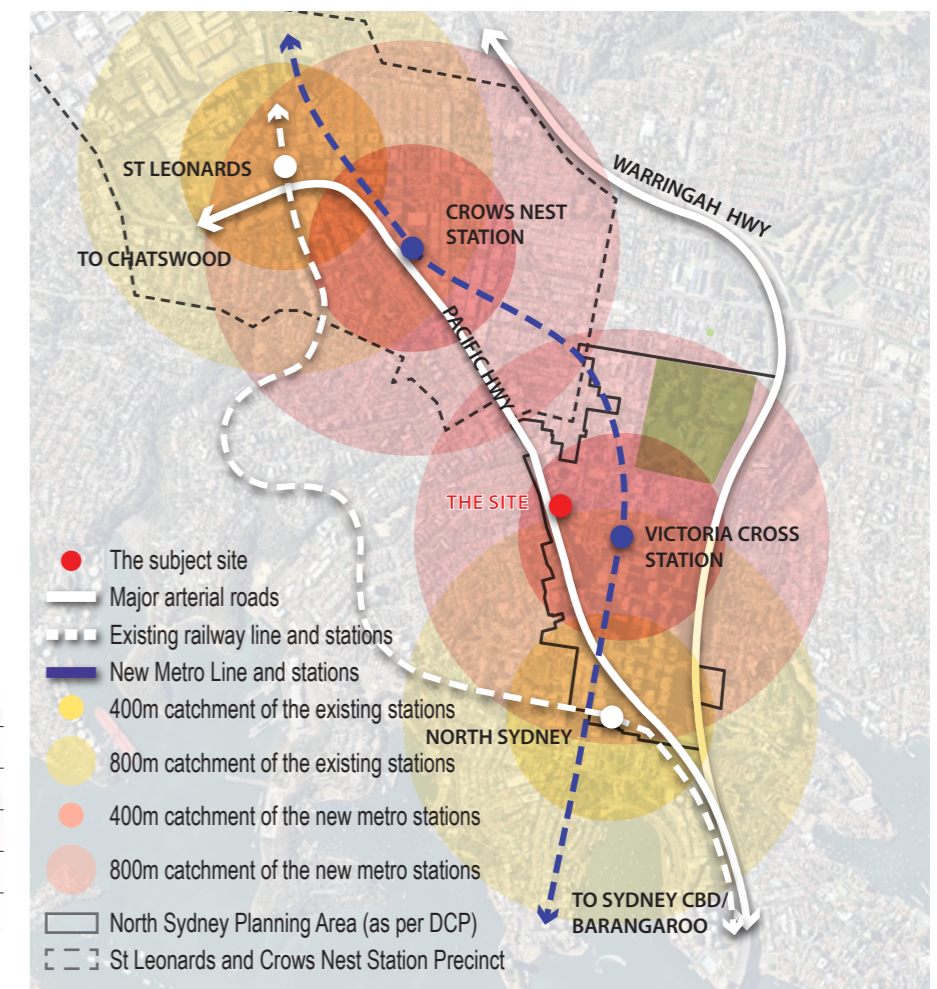 ST LEONARDS
WARRINGAH HWY
CROWS NEST
STATION
TO CHATSWOOD
PACIFIC HWY
THE SITE
VICTORIA CROSS
STATION
The subject site
Major arterial roads
Existing railway line and stations
New Metro Line and stations
400m catchment of the existing stations
NORTH SYDNEY
800m catchment of the existing stations
400m catchment of the new metro stations
800m catchment of the new metro stations
TO SYDNEY CBD/
BARANGAROO
North Sydney Planning Area (as per DCP)
St Leonards and Crows Nest Station Precinct